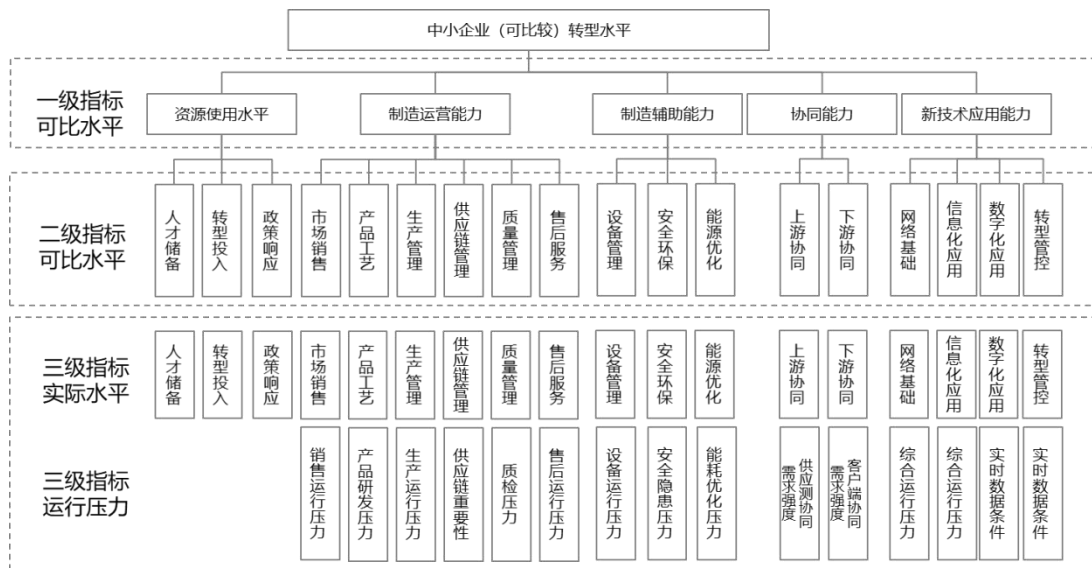 中小企业（可比较）转型水平
一级指标
可比水平
资源使用水平
制造运营能力
制造辅助能力
协同能力
新技术应用能力
二级指标
可比水平
人才储备
转型投入
政策响应
市场销售
产品工艺
生产管理
供应链管理
质量管理
售后服务
设备管理
安全环保
能源优化
上游协同
下游协同
网络基础
信息化应用
数字化应用
转型管控
三级指标
实际水平
人才储备
转型投入
政策响应
市场销售
产品工艺
生产管理
供应链管理
质量管理
售后服务
设备管理
安全环保
能源优化
上游协同
下游协同
网络基础
信息化应用
数字化应用
转型管控
三级指标
运行压力
销售运行压力
产品研发压力
生产运行压力
供应链重要性
质检压力
售后运行压力
设备运行压力
安全隐患压力
能耗优化压力
供应测协同
需求强度
客户端协同
需求强度
综合运行压力
综合运行压力
实时数据条件
实时数据条件